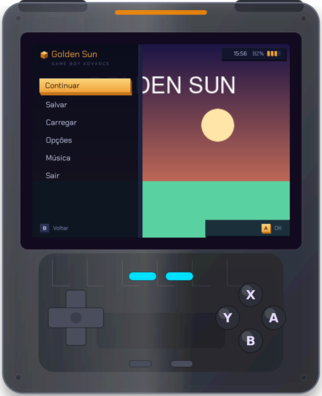 Golden Sun
GAME BOY ADVANCE
15:56 82%
DEN SUN
Continuar
Salvar
Carregar
Opções
Música
Sair
B Voltar
A OK
X
Y A
B